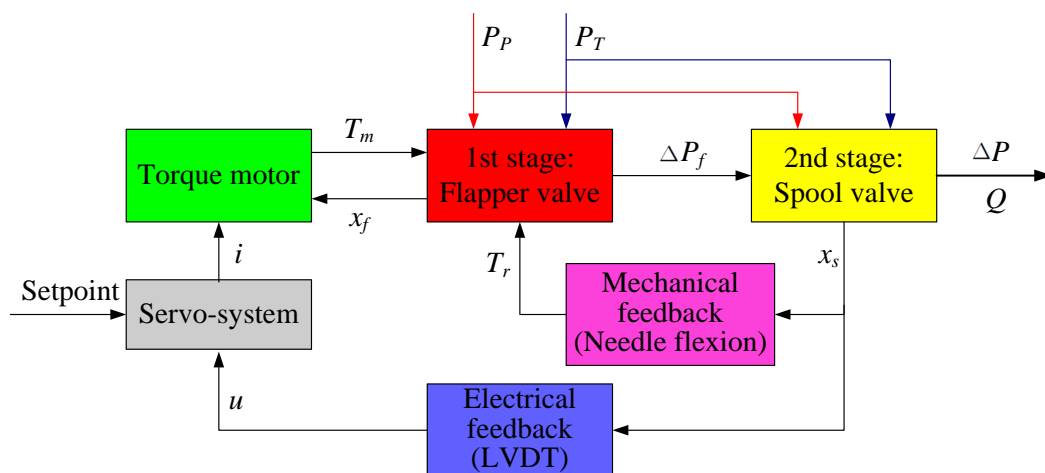 P_P
P_T
T_m
1st stage:
Flapper valve
ΔP_f
2nd stage:
Spool valve
ΔP
Q
Torque motor
x_f
i
T_r
x_s
Setpoint
Servo-system
Mechanical
feedback
(Needle flexion)
u
Electrical
feedback
(LVDT)